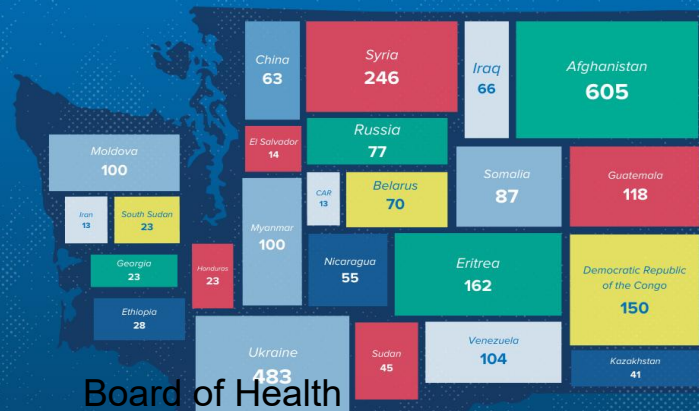 China
63
Syria
246
Iraq
66
Afghanistan
605
El Salvador
14
Russia
77
Moldova
100
CAR
13
Belarus
70
Somalia
87
Guatemala
118
Iran
13
South Sudan
23
Myanmar
100
Georgia
23
Honduras
23
Nicaragua
55
Eritrea
162
Democratic Republic
of the Congo
150
Ethiopia
28
Ukraine
483
Sudan
45
Venezuela
104
Kazakhstan
41
Board of Health